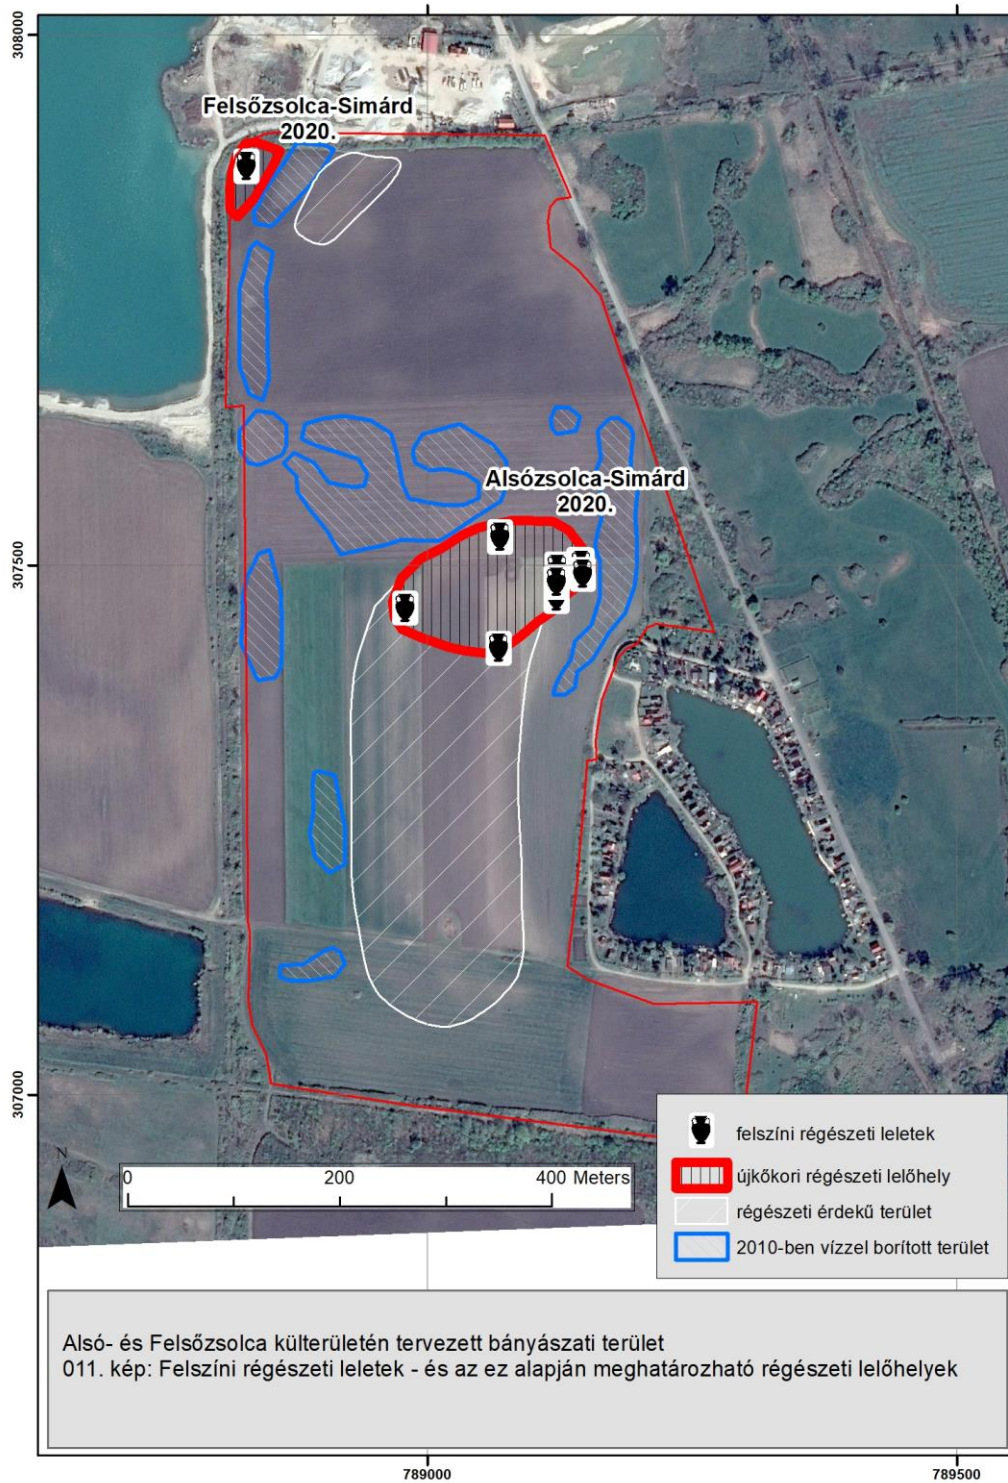 308000
Felsőzsolca-Simárd
2020.
Alsózsolca-Simárd
2020.
307500
307000
N
0 200 400 Meters
felszíni régészeti leletek
újkőkori régészeti lelőhely
régészeti érdekű terület
2010-ben vízzel borított terület
Alsó- és Felsőzsolca külterületén tervezett bányászati terület
011. kép: Felszíni régészeti leletek - és az ez alapján meghatározható régészeti lelőhelyek
789000 789500